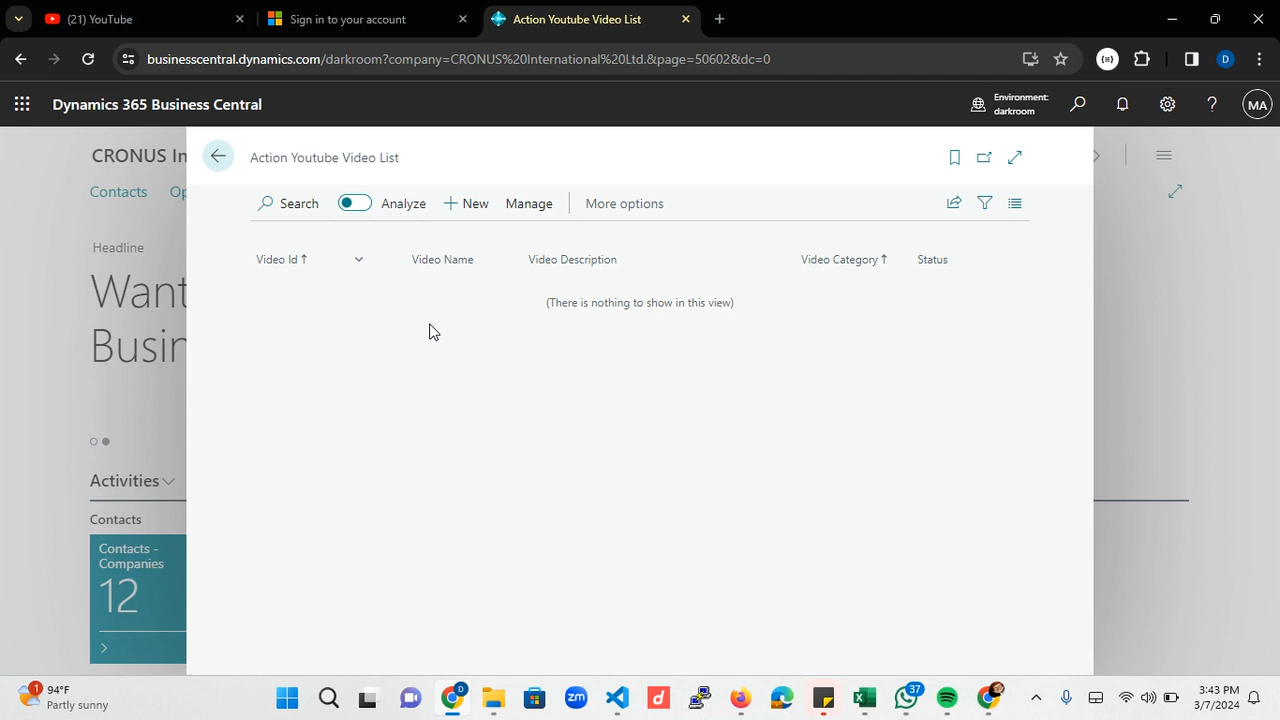 (21) YouTube
Sign in to your account
Action Youtube Video List
businesscentral.dynamics.com/darkroom?company=CRONUS%20International%20Ltd.&page=50602&dc=0
D
Dynamics 365 Business Central
Environment:
darkroom
MA
CRONUS In
Action Youtube Video List
Contacts
Op
Search
Analyze
New
Manage
More options
Headline
Want
Busin
Video Id
Video Name
Video Description
Video Category
Status
(There is nothing to show in this view)
Activities
Contacts
Contacts -
Companies
12
1
94°F
Partly sunny
zm
D
d
37
3:43 PM
3/7/2024